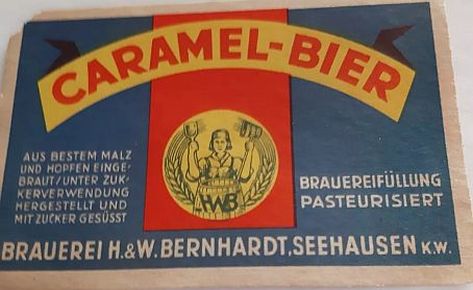 CARAMEL-BIER
AUS BESTEM MALZ
UND HOPFEN EINGE-
BRAUT/UNTER ZUK-
KERVERWENDUNG
HERGESTELLT UND
MIT ZUCKER GESÜSST
HWB
BRAUEREIFÜLLUNG
PASTEURISIERT
BRAUEREI H.&W. BERNHARDT, SEEHAUSEN K.W.